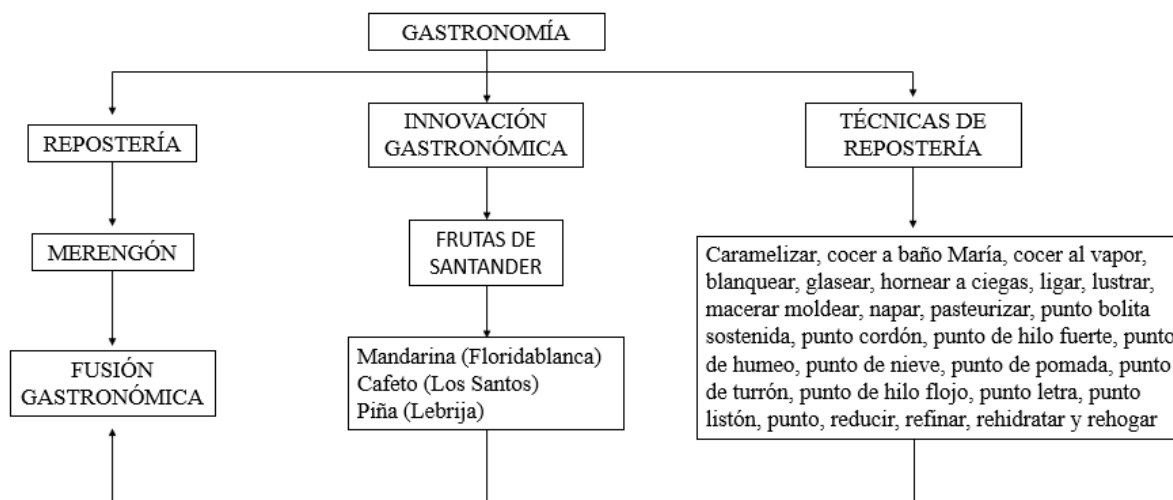 GASTRONOMÍA
REPOSTERÍA
INNOVACIÓN
GASTRONÓMICA
TÉCNICAS DE
REPOSTERÍA
MERENGÓN
FRUTAS DE
SANTANDER
Caramelizar, cocer a baño María, cocer al vapor,
blanquear, glasear, hornear a ciegas, ligar, lustrar,
macerar moldear, napar, pasteurizar, punto bolita
sostenida, punto cordón, punto de hilo fuerte, punto
de humeo, punto de nieve, punto de pomada, punto
de turrón, punto de hilo flojo, punto letra, punto
listón, punto, reducir, refinar, rehidratar y rehogar
FUSIÓN
GASTRONÓMICA
Mandarina (Floridablanca)
Cafeto (Los Santos)
Piña (Lebrija)